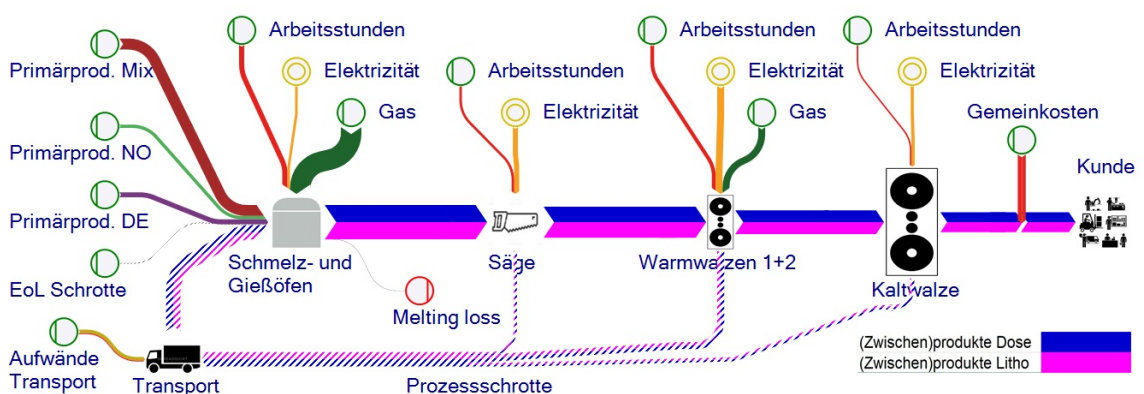 Arbeitsstunden
Arbeitsstunden
Arbeitsstunden
Primärprod. Mix
Elektrizität
Arbeitsstunden
Elektrizität
Elektrizität
Gas
Elektrizität
Gas
Gemeinkosten
Primärprod. NO
Kunde
Primärprod. DE
Schmelz- und
Gießöfen
Säge
Warmwalzen 1+2
EoL Schrotte
Kaltwalze
Melting loss
Aufwände
Transport
Transport
Prozessschrotte
(Zwischen)produkte Dose
(Zwischen)produkte Litho